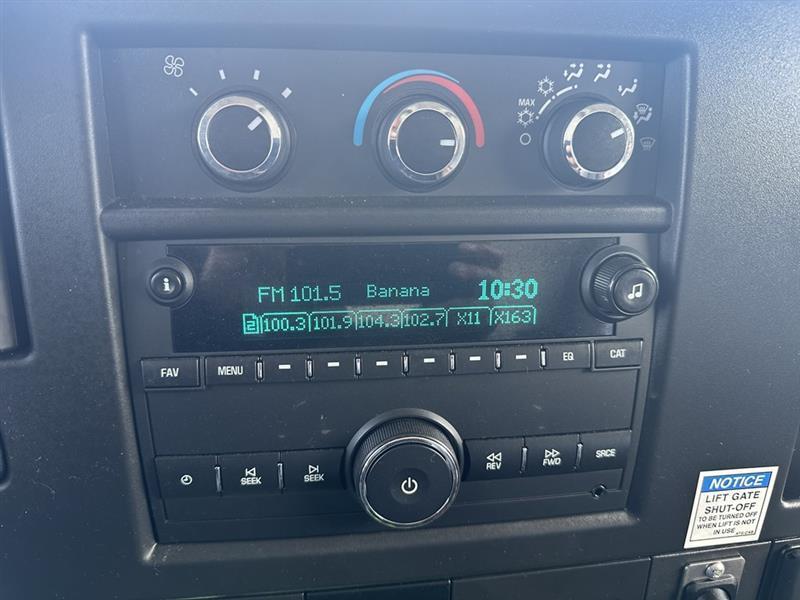 MAX
i
FM 101.5 Banana 10:30
2 100.3 101.9 104.3 102.7 X11 X163
FAV MENU EQ CAT
SEEK SEEK REV FWD SRCE
NOTICE
LIFT GATE
SHUT-OFF
TO BE TURNED OFF
WHEN LIFT IS NOT
IN USE